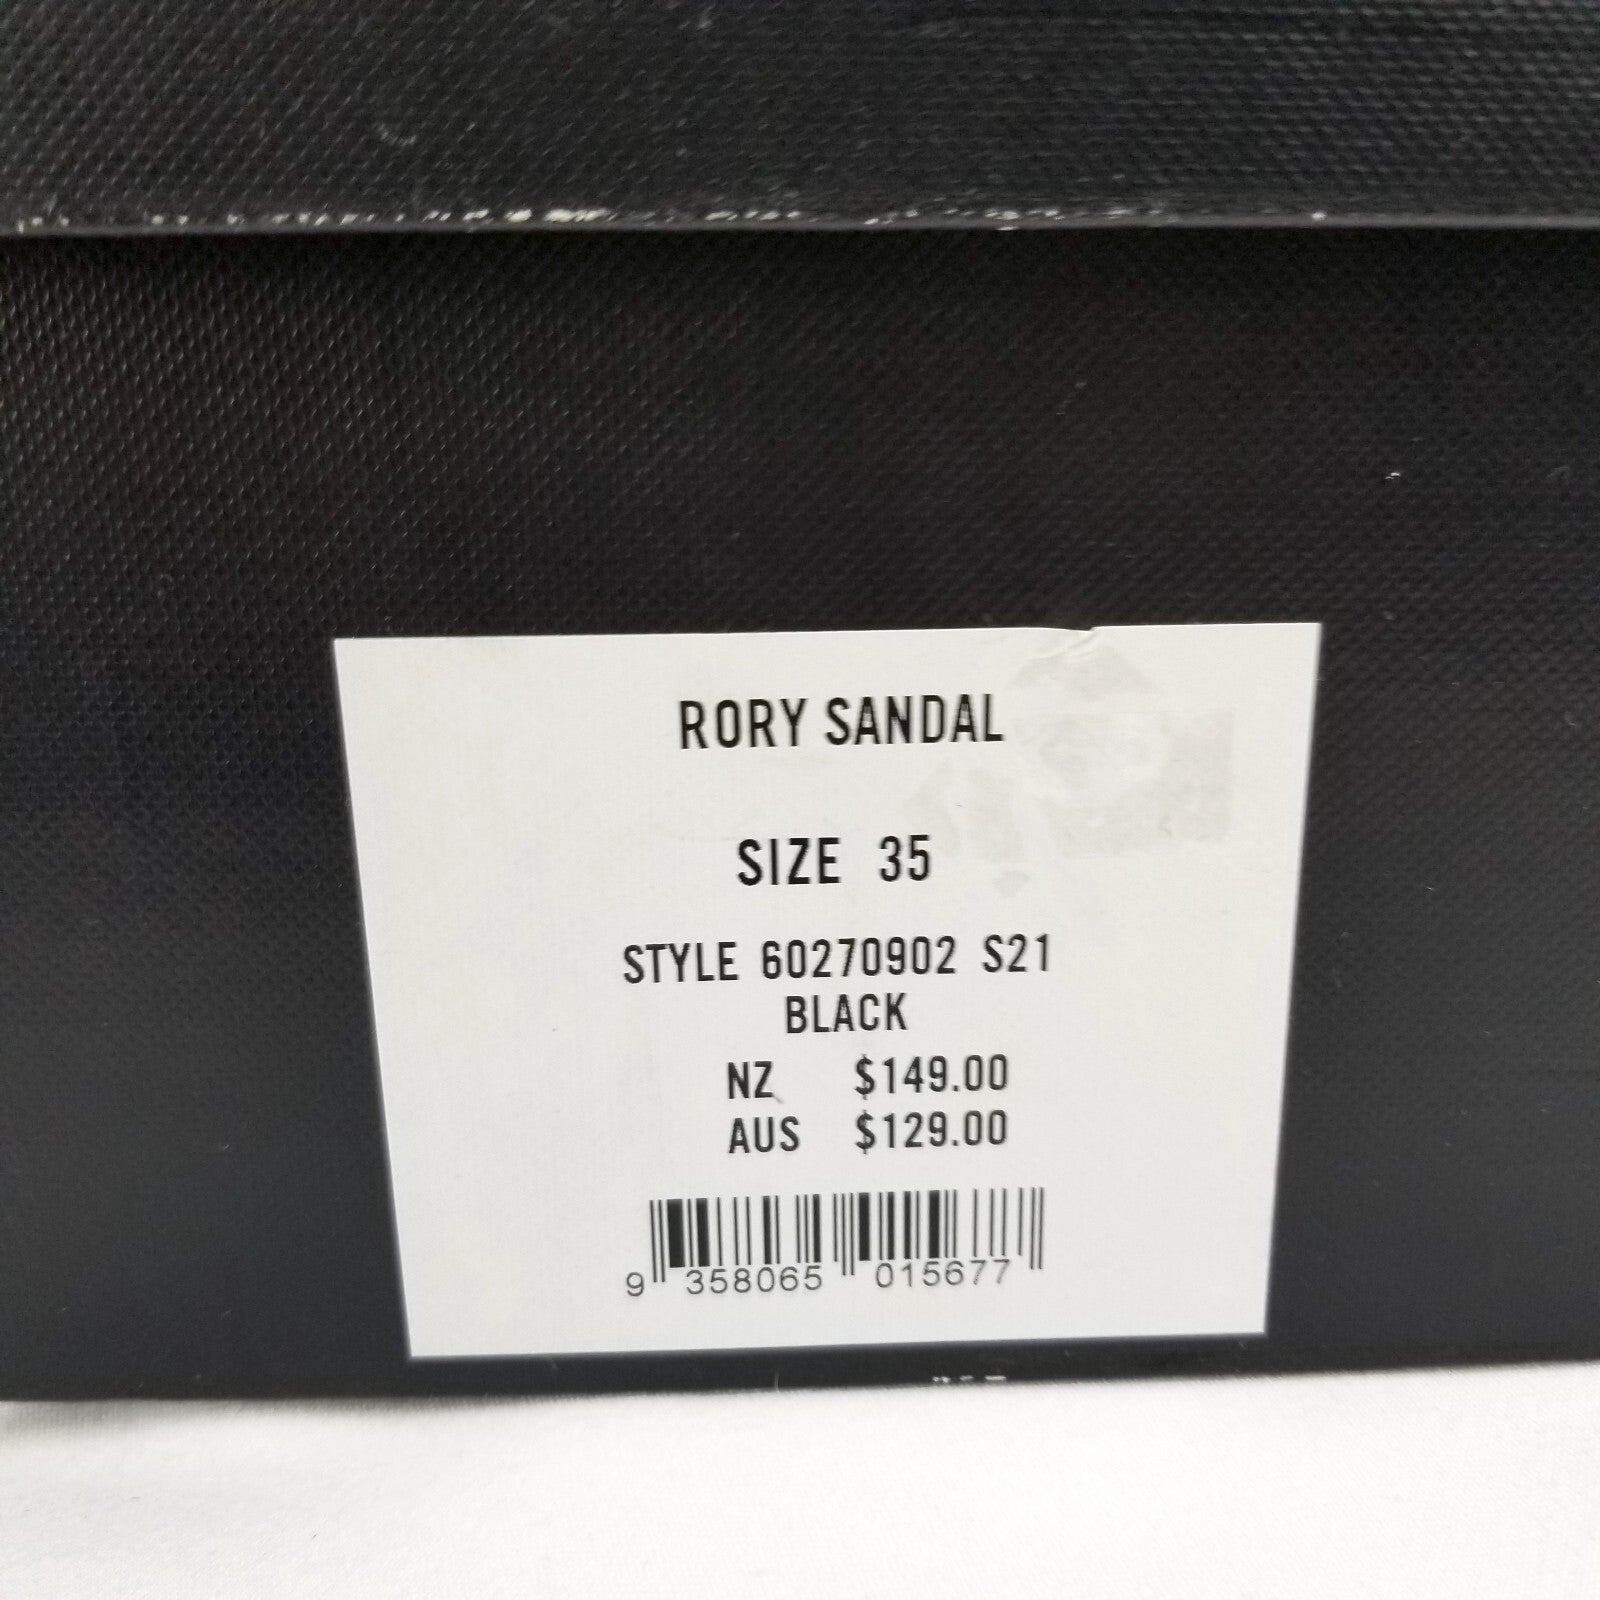 RORY SANDAL
SIZE 35
STYLE 60270902 S21
BLACK
NZ $149.00
AUS $129.00
9 358065 015677